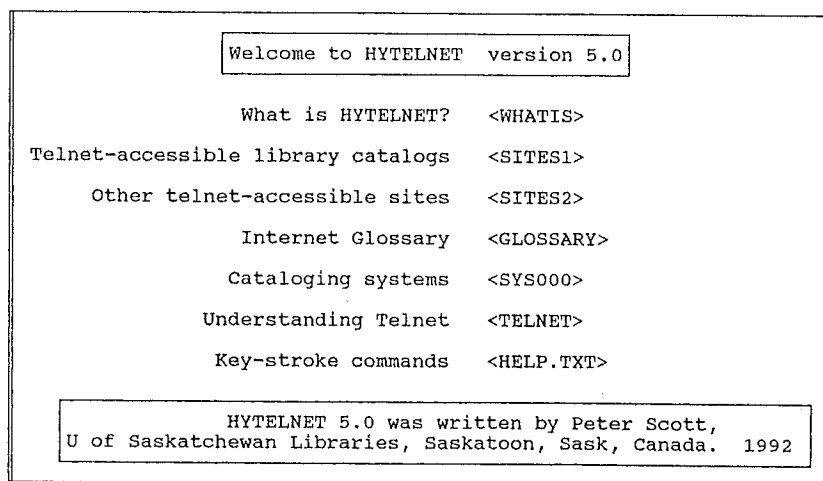 Welcome to HYTELNET version 5.0
What is HYTELNET? <WHATIS>
Telnet-accessible library catalogs <SITES1>
Other telnet-accessible sites <SITES2>
Internet Glossary <GLOSSARY>
Cataloging systems <SYS000>
Understanding Telnet <TELNET>
Key-stroke commands <HELP.TXT>
HYTELNET 5.0 was written by Peter Scott,
U of Saskatchewan Libraries, Saskatoon, Sask, Canada. 1992